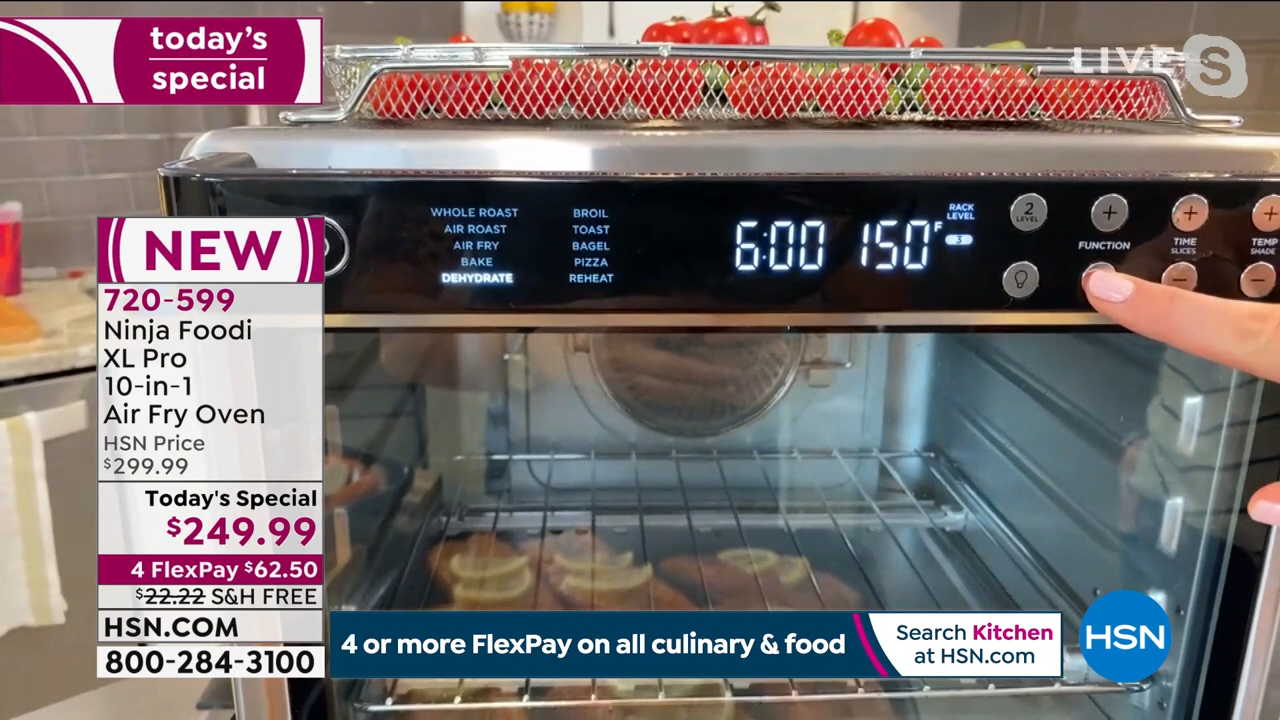 today's
special
LIVE S
WHOLE ROAST
AIR ROAST
AIR FRY
BAKE
DEHYDRATE
BROIL
TOAST
BAGEL
PIZZA
REHEAT
6:00 150 F
RACK
LEVEL
3
2
LEVEL
FUNCTION
TIME
SLICES
TEMP
SHADE
NEW
720-599
Ninja Foodi
XL Pro
10-in-1
Air Fry Oven
HSN Price
$299.99
Today's Special
$249.99
4 FlexPay $62.50
$22.22 S&H FREE
HSN.COM
800-284-3100
4 or more FlexPay on all culinary & food
Search Kitchen
at HSN.com
HSN